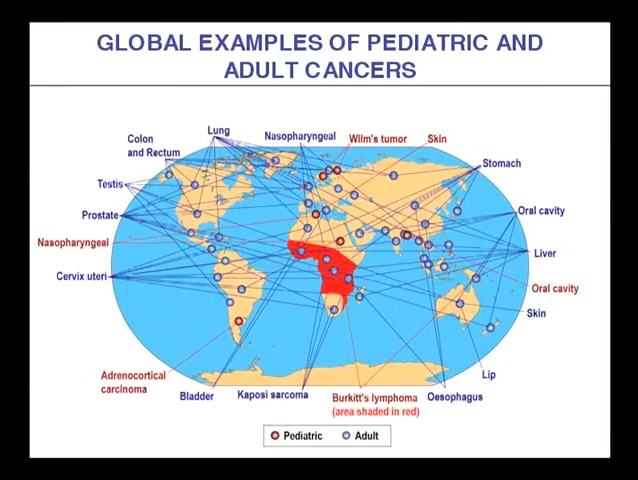 GLOBAL EXAMPLES OF PEDIATRIC AND
ADULT CANCERS
Lung
Nasopharyngeal
Wilm's tumor
Skin
Colon
and Rectum
Stomach
Testis
Prostate
Oral cavity
Nasopharyngeal
Liver
Cervix uteri
Oral cavity
Skin
Adrenocortical
carcinoma
Lip
Bladder
Kaposi sarcoma
Burkitt's lymphoma
(area shaded in red)
Oesophagus
Pediatric
Adult